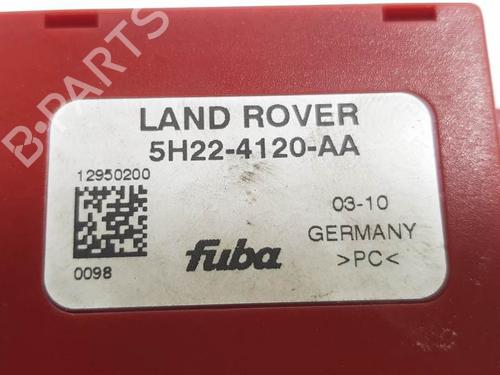 LAND ROVER
5H22-4120-AA
12950200
03-10
GERMANY
fuba
0098
>PC<
B-PARTS